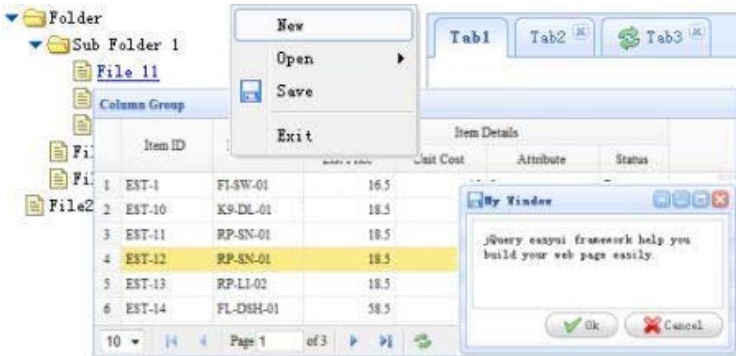 Folder
Sub Folder 1
File 11
File2
New
Open
Save
Exit
Tab1
Tab2
Tab3
Column Group
Item Details
Item ID
Unit Cost
Attribute
Status
1 EST-1 FI-SW-01 16.5
2 EST-10 K9-DL-01 18.5
3 EST-11 RP-SN-01 18.5
4 EST-12 RP-SN-01 18.5
5 EST-13 RP-LI-02 18.5
6 EST-14 FL-DSH-01 58.5
10 Page 1 of 3
My Window
jQuery easyui framework help you
build your web page easily.
Ok
Cancel